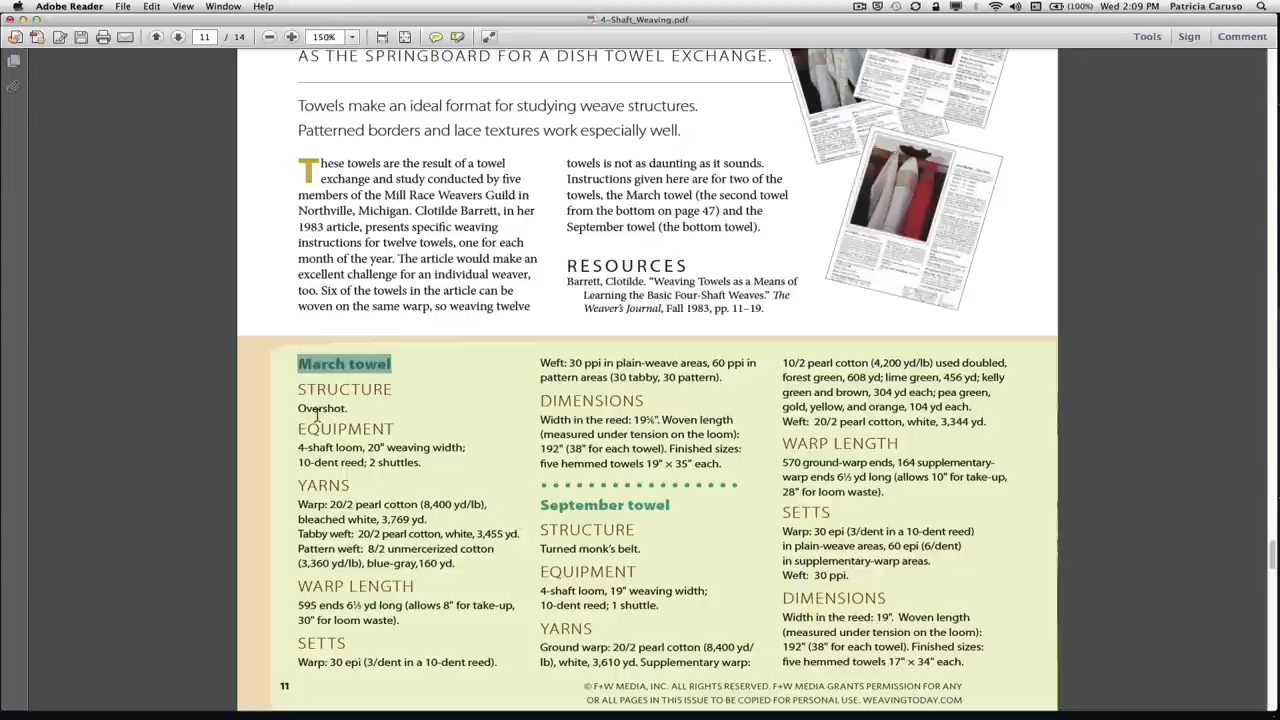 Adobe Reader File Edit View Window Help
(100%) Wed 2:09 PM Patricia Caruso
4-Shaft_Weaving.pdf
11 / 14 150% Tools Sign Comment
AS THE SPRINGBOARD FOR A DISH TOWEL EXCHANGE.
Towels make an ideal format for studying weave structures.
Patterned borders and lace textures work especially well.
These towels are the result of a towel
exchange and study conducted by five
members of the Mill Race Weavers Guild in
Northville, Michigan. Clotilde Barrett, in her
1983 article, presents specific weaving
instructions for twelve towels, one for each
month of the year. The article would make an
excellent challenge for an individual weaver,
too. Six of the towels in the article can be
woven on the same warp, so weaving twelve
towels is not as daunting as it sounds.
Instructions given here are for two of the
towels, the March towel (the second towel
from the bottom on page 47) and the
September towel (the bottom towel).
RESOURCES
Barrett, Clotilde. “Weaving Towels as a Means of
Learning the Basic Four-Shaft Weaves.” The
Weaver's Journal, Fall 1983, pp. 11–19.
March towel
STRUCTURE
Overshot.
EQUIPMENT
4-shaft loom, 20" weaving width;
10-dent reed; 2 shuttles.
YARNS
Warp: 20/2 pearl cotton (8,400 yd/lb),
bleached white, 3,769 yd.
Tabby weft: 20/2 pearl cotton, white, 3,455 yd.
Pattern weft: 8/2 unmercerized cotton
(3,360 yd/lb), blue-gray,160 yd.
WARP LENGTH
595 ends 6⅓ yd long (allows 8" for take-up,
30" for loom waste).
SETTS
Warp: 30 epi (3/dent in a 10-dent reed).
Weft: 30 ppi in plain-weave areas, 60 ppi in
pattern areas (30 tabby, 30 pattern).
DIMENSIONS
Width in the reed: 19⅚". Woven length
(measured under tension on the loom):
192" (38" for each towel). Finished sizes:
five hemmed towels 19" × 35" each.
September towel
STRUCTURE
Turned monk's belt.
EQUIPMENT
4-shaft loom, 19" weaving width;
10-dent reed; 1 shuttle.
YARNS
Ground warp: 20/2 pearl cotton (8,400 yd/
lb), white, 3,610 yd. Supplementary warp:
10/2 pearl cotton (4,200 yd/lb) used doubled,
forest green, 608 yd; lime green, 456 yd; kelly
green and brown, 304 yd each; pea green,
gold, yellow, and orange, 104 yd each.
Weft: 20/2 pearl cotton, white, 3,344 yd.
WARP LENGTH
570 ground-warp ends, 164 supplementary-
warp ends 6⅓ yd long (allows 10" for take-up,
28" for loom waste).
SETTS
Warp: 30 epi (3/dent in a 10-dent reed)
in plain-weave areas, 60 epi (6/dent)
in supplementary-warp areas.
Weft: 30 ppi.
DIMENSIONS
Width in the reed: 19". Woven length
(measured under tension on the loom):
192" (38" for each towel). Finished sizes:
five hemmed towels 17" × 34" each.
11
© F+W MEDIA, INC. ALL RIGHTS RESERVED. F+W MEDIA GRANTS PERMISSION FOR ANY
OR ALL PAGES IN THIS ISSUE TO BE COPIED FOR PERSONAL USE. WEAVINGTODAY.COM